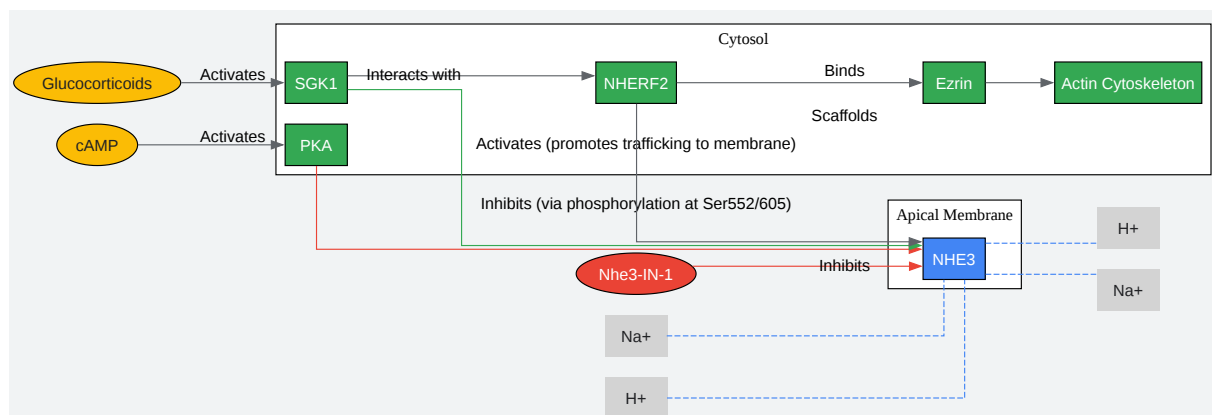 Cytosol
Glucocorticoids
Activates
SGK1
Interacts with
NHERF2
Binds
Ezrin
Actin Cytoskeleton
Scaffolds
cAMP
Activates
PKA
Activates (promotes trafficking to membrane)
Inhibits (via phosphorylation at Ser552/605)
Apical Membrane
H+
NHE3
Nhe3-IN-1
Inhibits
Na+
Na+
H+